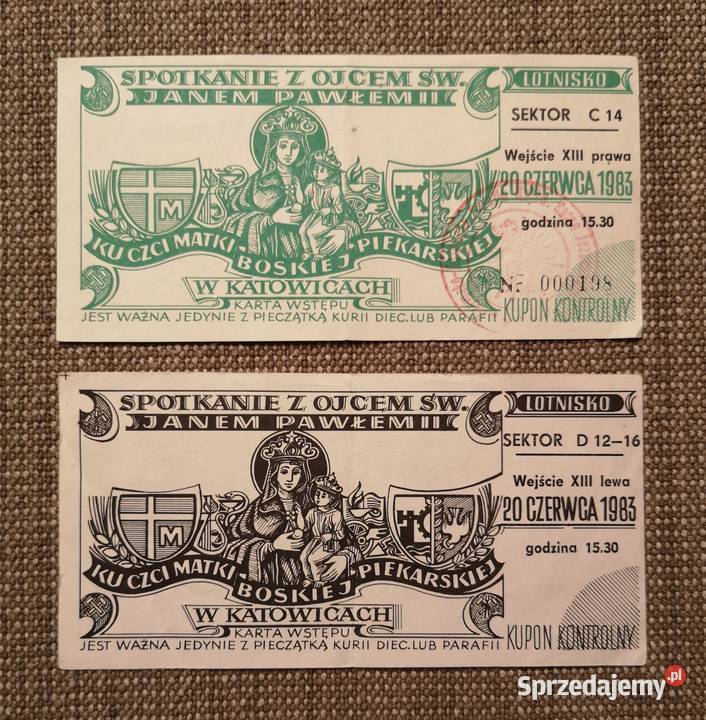 SPOTKANIE Z OJCEM ŚW.
JANEM PAWŁEM II
M
KU CZCI MATKI BOSKIEJ PIEKARSKIEJ
W KATOWICACH
KARTA WSTĘPU
JEST WAŻNA JEDYNIE Z PIECZĄTKĄ KURII DIEC. LUB PARAFII
LOTNISKO
SEKTOR C 14
Wejście XIII prawa
20 CZERWCA 1983
godzina 15.30
Nr 000198
KUPON KONTROLNY
SPOTKANIE Z OJCEM ŚW.
JANEM PAWŁEM II
M
KU CZCI MATKI BOSKIEJ PIEKARSKIEJ
W KATOWICACH
KARTA WSTĘPU
JEST WAŻNA JEDYNIE Z PIECZĄTKĄ KURII DIEC. LUB PARAFII
LOTNISKO
SEKTOR D 12—16
Wejście XIII lewa
20 CZERWCA 1983
godzina 15.30
KUPON KONTROLNY
Sprzedajemy.pl